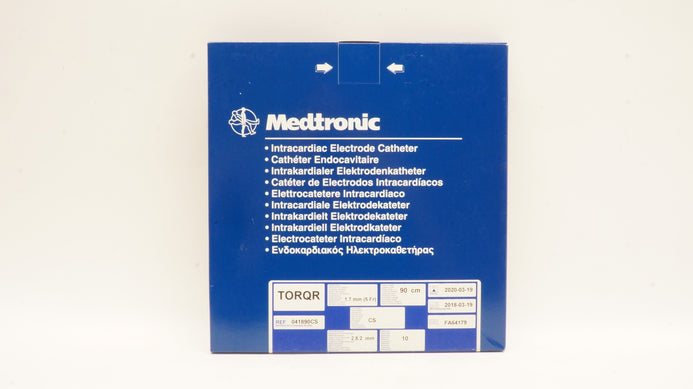 Medtronic
• Intracardiac Electrode Catheter
• Cathéter Endocavitaire
• Intrakardialer Elektrodenkatheter
• Catéter de Electrodos Intracardíacos
• Elettrocatetere Intracardiaco
• Intracardiale Elektrodekateter
• Intrakardielt Elektrodekateter
• Intrakardiell Elektrodkateter
• Electrocateter Intracardíaco
• Ενδοκαρδιακός Ηλεκτροκαθετήρας
TORQR
1.7 mm (5 Fr)
90 cm
2020-03-19
2018-03-19
REF 041890CS
CS
FA64179
2 8 2 mm
10